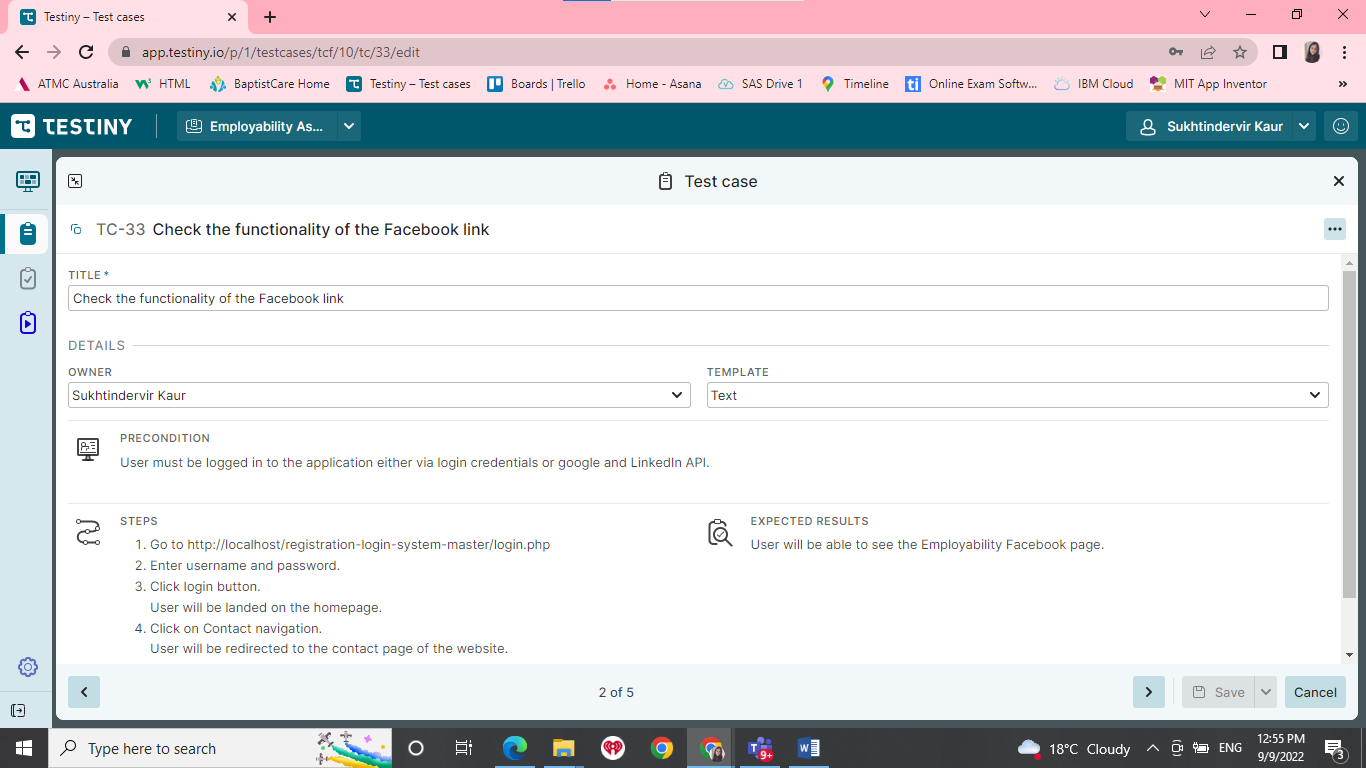 Testiny – Test cases
app.testiny.io/p/1/testcases/tcf/10/tc/33/edit
ATMC Australia HTML BaptistCare Home Testiny – Test cases Boards | Trello Home - Asana SAS Drive 1 Timeline Online Exam Softw... IBM Cloud MIT App Inventor »
TESTINY Employability As... Sukhtindervir Kaur
Test case
TC-33 Check the functionality of the Facebook link
TITLE *
Check the functionality of the Facebook link
DETAILS
OWNER TEMPLATE
Sukhtindervir Kaur Text
PRECONDITION
User must be logged in to the application either via login credentials or google and LinkedIn API.
STEPS EXPECTED RESULTS
1. Go to http://localhost/registration-login-system-master/login.php User will be able to see the Employability Facebook page.
2. Enter username and password.
3. Click login button.
User will be landed on the homepage.
4. Click on Contact navigation.
User will be redirected to the contact page of the website.
2 of 5 Save Cancel
Type here to search 9+ 18°C Cloudy ENG 12:55 PM
9/9/2022 3